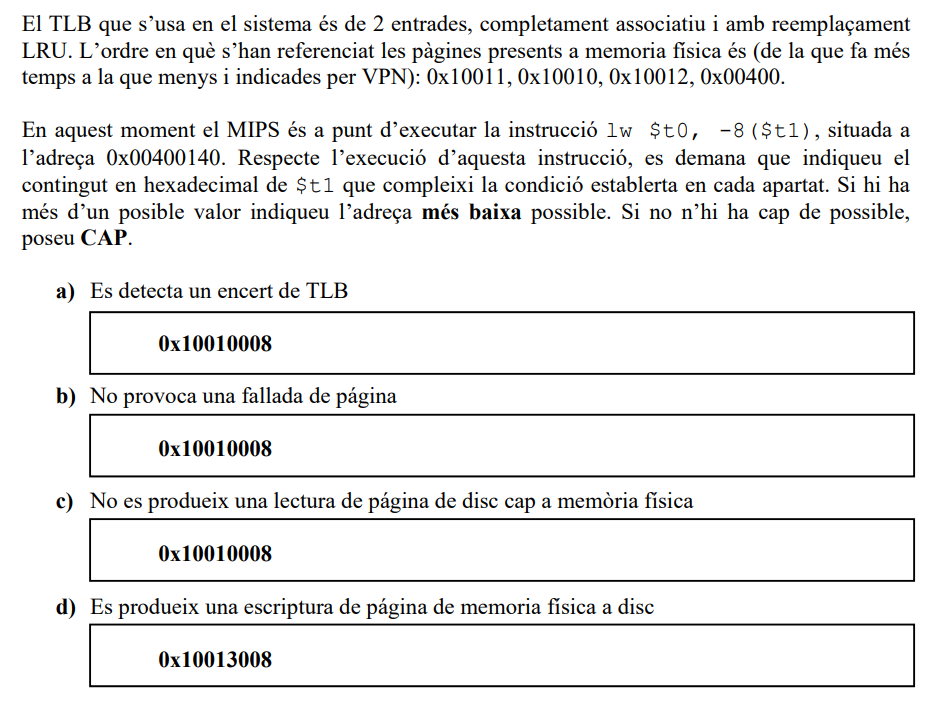 El TLB que s’usa en el sistema és de 2 entrades, completament associatiu i amb reemplaçament
LRU. L’ordre en què s’han referenciat les pàgines presents a memoria física és (de la que fa més
temps a la que menys i indicades per VPN): 0x10011, 0x10010, 0x10012, 0x00400.
En aquest moment el MIPS és a punt d’executar la instrucció lw $t0, -8($t1), situada a
l’adreça 0x00400140. Respecte l’execució d’aquesta instrucció, es demana que indiqueu el
contingut en hexadecimal de $t1 que compleixi la condició establerta en cada apartat. Si hi ha
més d’un posible valor indiqueu l’adreça més baixa possible. Si no n’hi ha cap de possible,
poseu CAP.
a) Es detecta un encert de TLB
0x10010008
b) No provoca una fallada de página
0x10010008
c) No es produeix una lectura de página de disc cap a memòria física
0x10010008
d) Es produeix una escriptura de página de memoria física a disc
0x10013008